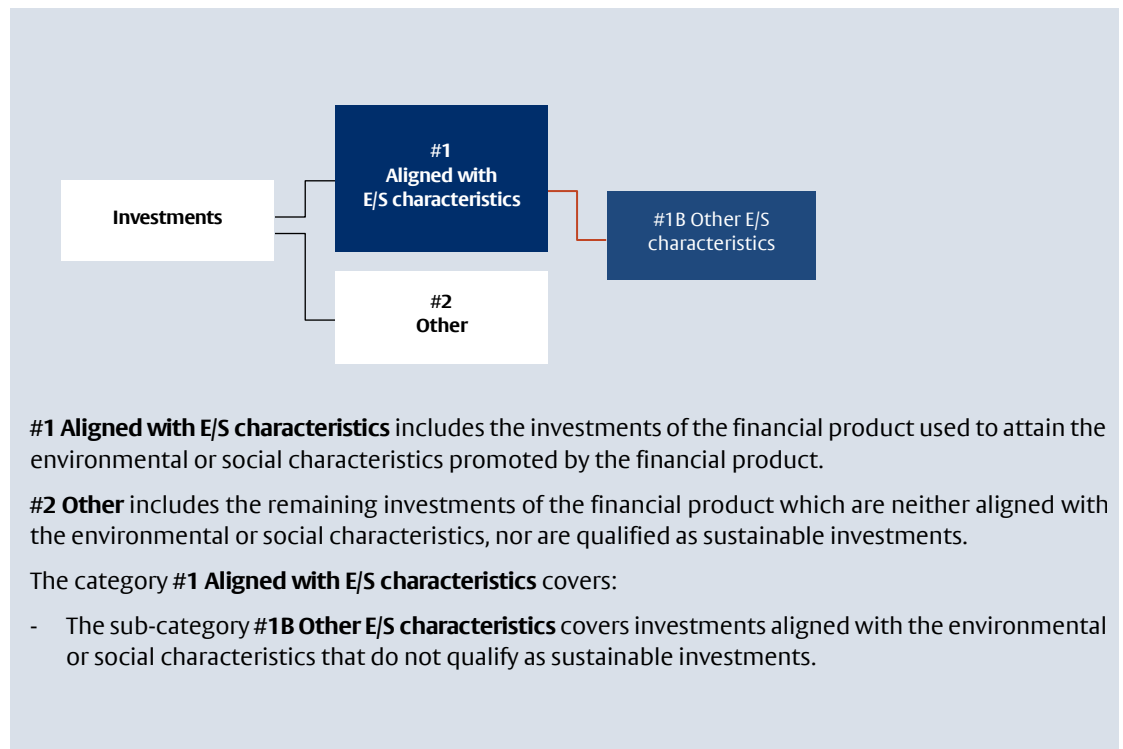 #1
Aligned with
E/S characteristics
Investments
#1B Other E/S
characteristics
#2
Other
#1 Aligned with E/S characteristics includes the investments of the financial product used to attain the
environmental or social characteristics promoted by the financial product.
#2 Other includes the remaining investments of the financial product which are neither aligned with
the environmental or social characteristics, nor are qualified as sustainable investments.
The category #1 Aligned with E/S characteristics covers:
- The sub-category #1B Other E/S characteristics covers investments aligned with the environmental
or social characteristics that do not qualify as sustainable investments.